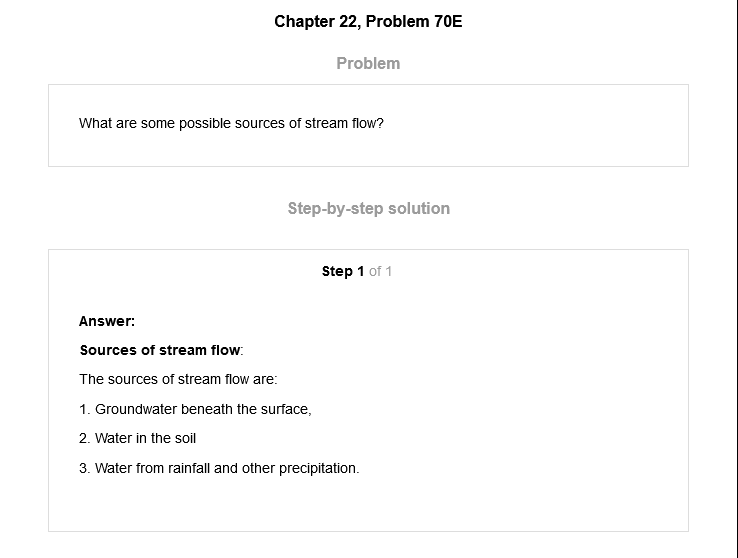 Chapter 22, Problem 70E
Problem
What are some possible sources of stream flow?
Step-by-step solution
Step 1 of 1
Answer:
Sources of stream flow:
The sources of stream flow are:
1. Groundwater beneath the surface,
2. Water in the soil
3. Water from rainfall and other precipitation.